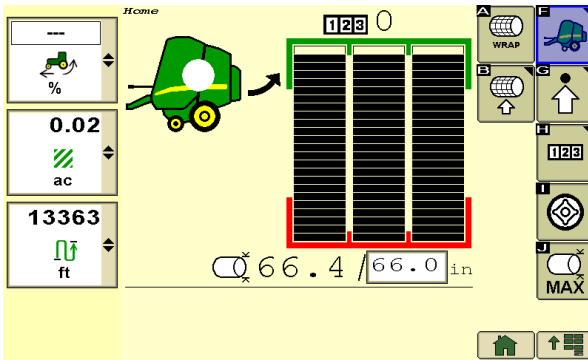 Home
---
%
0.02
ac
13363
ft
123 0
66.4/66.0 in
A
WRAP
B
F
G
H
123
I
J
MAX